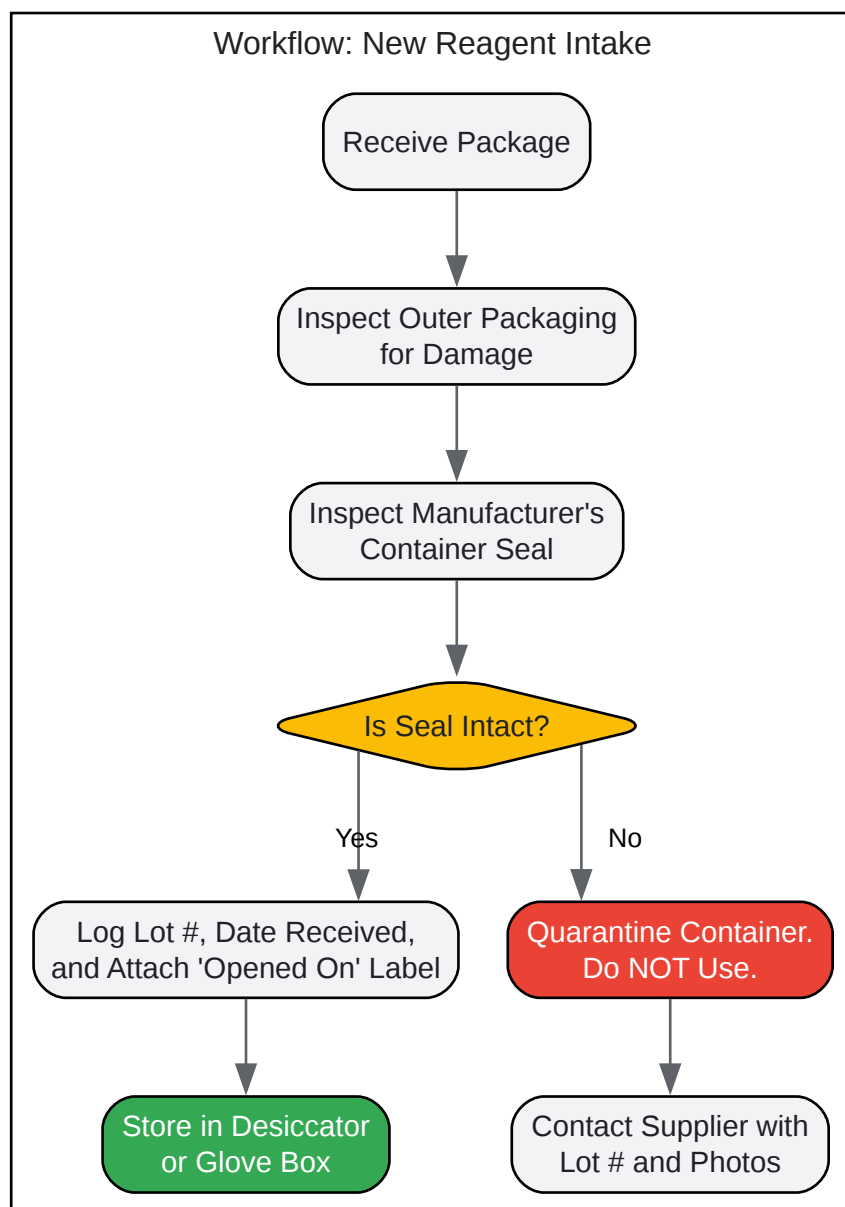 Workflow: New Reagent Intake
Receive Package
Inspect Outer Packaging
for Damage
Inspect Manufacturer's
Container Seal
Is Seal Intact?
Yes
No
Log Lot #, Date Received,
and Attach 'Opened On' Label
Quarantine Container.
Do NOT Use.
Store in Desiccator
or Glove Box
Contact Supplier with
Lot # and Photos